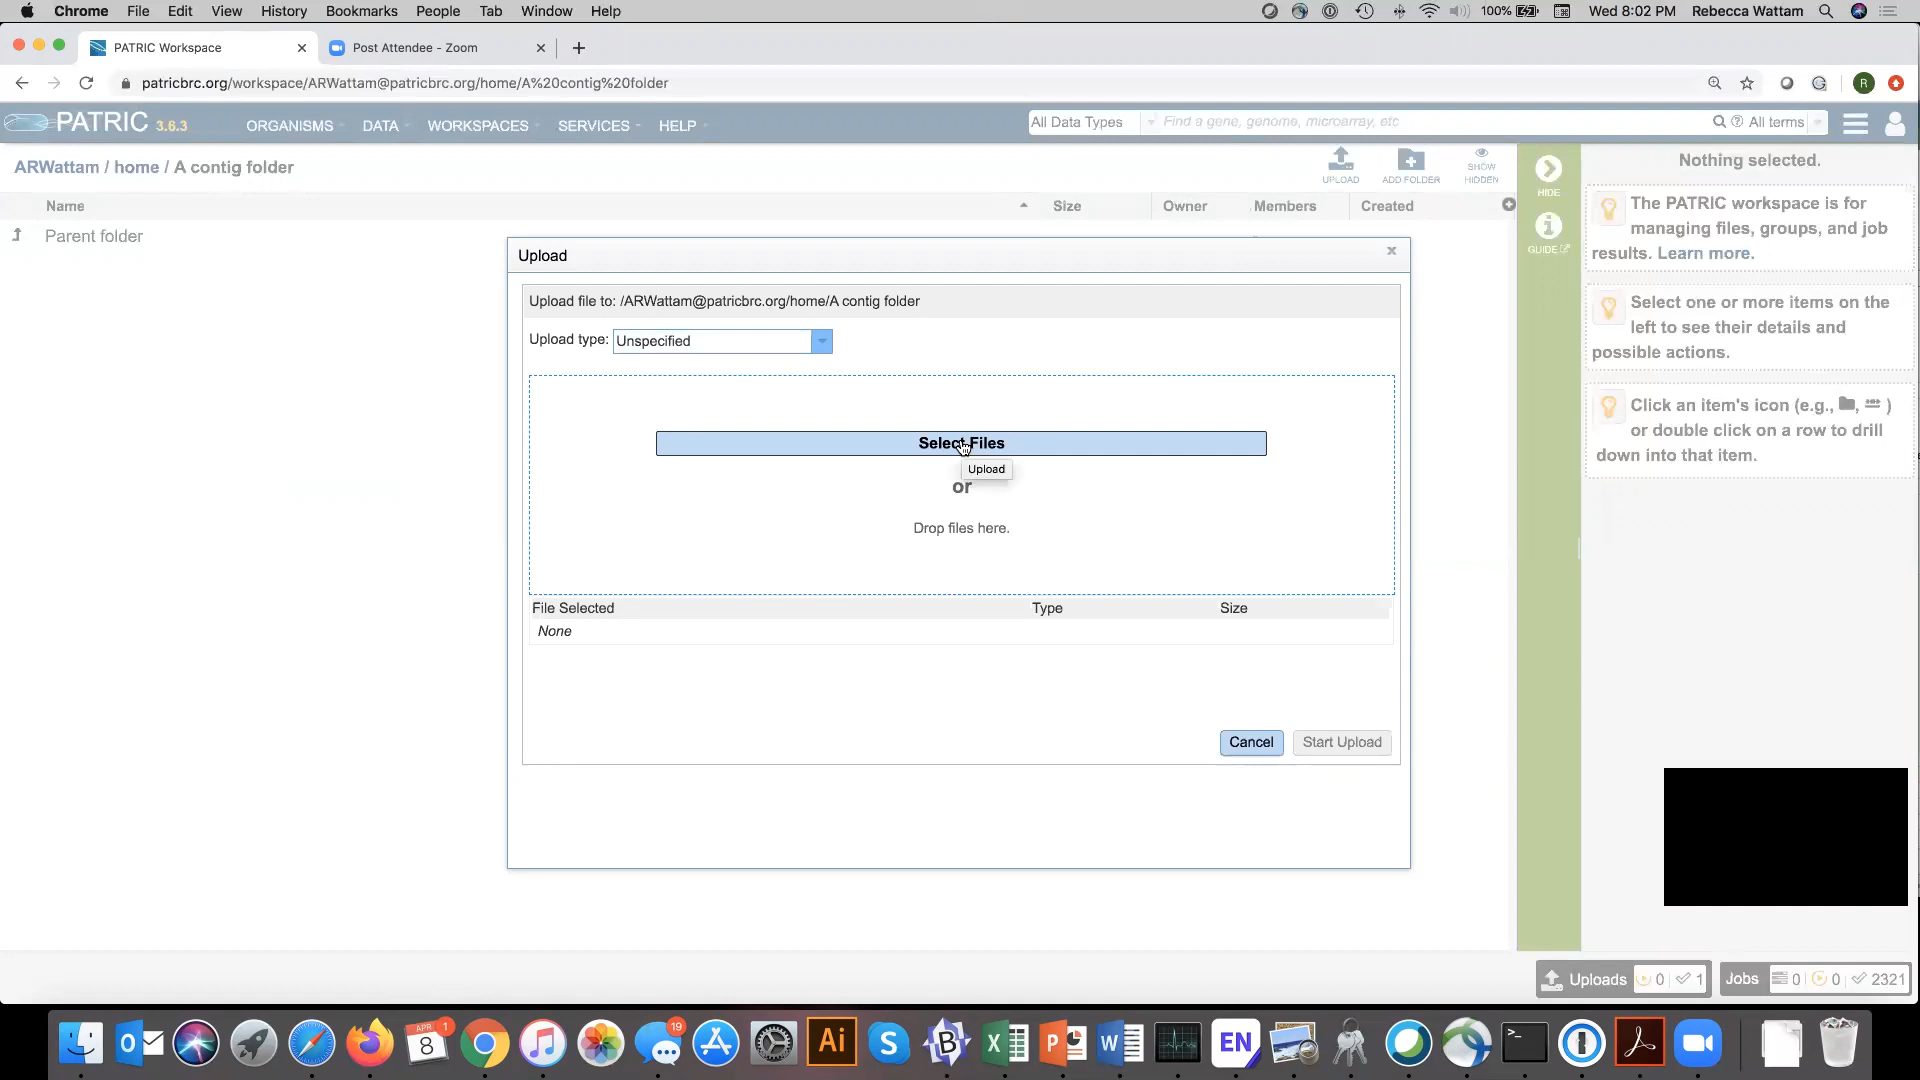 Chrome File Edit View History Bookmarks People Tab Window Help 100% Wed 8:02 PM Rebecca Wattam
PATRIC Workspace Post Attendee - Zoom
patricbrc.org/workspace/ARWattam@patricbrc.org/home/A%20contig%20folder R
PATRIC 3.6.3 ORGANISMS DATA WORKSPACES SERVICES HELP All Data Types Find a gene, genome, microarray, etc All terms
ARWattam / home / A contig folder
UPLOAD ADD FOLDER SHOW HIDDEN
Name Size Owner Members Created
Parent folder
HIDE
GUIDE
Nothing selected.
The PATRIC workspace is for
managing files, groups, and job
results. Learn more.
Select one or more items on the
left to see their details and
possible actions.
Click an item's icon (e.g., , )
or double click on a row to drill
down into that item.
Upload
Upload file to: /ARWattam@patricbrc.org/home/A contig folder
Upload type: Unspecified
Select Files
Upload
or
Drop files here.
File Selected Type Size
None
Cancel Start Upload
Uploads 0 1 Jobs 0 0 2321
APR 8 1 19 Ai S B X P W EN